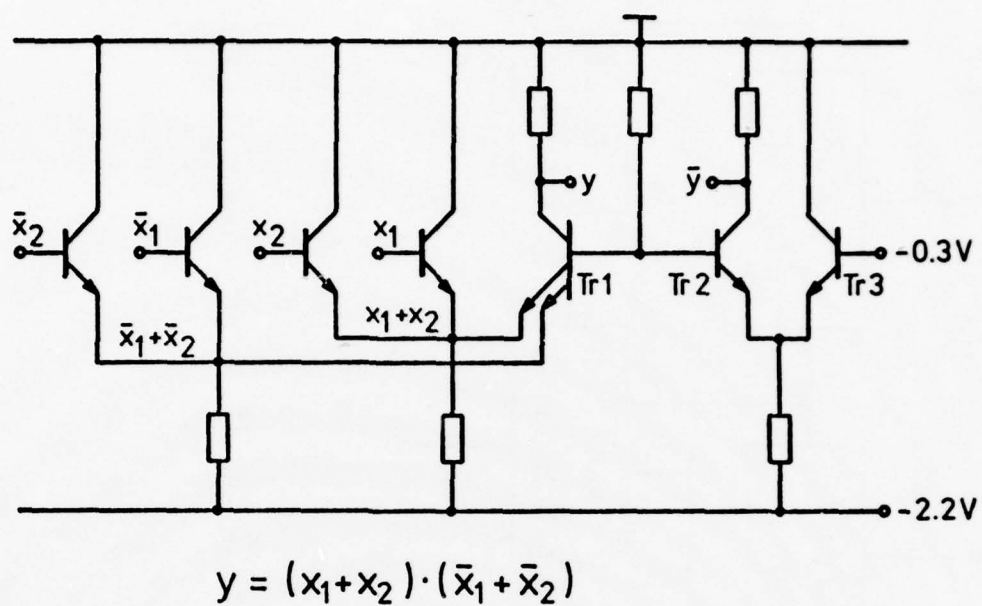 y
ȳ
x̄₂
x̄₁
x₂
x₁
-0.3V
Tr1
Tr2
Tr3
x₁+x₂
x̄₁+x̄₂
-2.2V
y = (x₁+x₂)·(x̄₁+x̄₂)